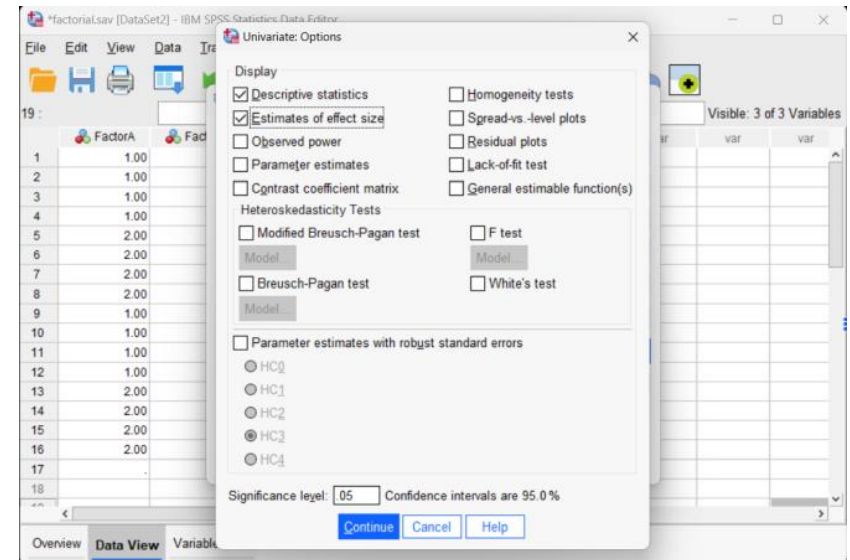 *factorial.sav [DataSet2] - IBM SPSS Statistics Data Editor
Univariate: Options
File Edit View Data
Display
Descriptive statistics
Homogeneity tests
Estimates of effect size
Spread-vs.-level plots
19 :
Visible: 3 of 3 Variables
Observed power
Residual plots
FactorA
var var
Parameter estimates
Lack-of-fit test
1 1.00
2 1.00
Contrast coefficient matrix
General estimable function(s)
3 1.00
4 1.00
Heteroskedasticity Tests
5 2.00
Modified Breusch-Pagan test
F test
6 2.00
Model...
Model...
7 2.00
8 2.00
Breusch-Pagan test
White's test
9 1.00
Model...
10 1.00
11 1.00
Parameter estimates with robust standard errors
12 1.00
HC0
13 2.00
HC1
14 2.00
HC2
15 2.00
HC3
16 2.00
HC4
17 .
18
Significance level: .05 Confidence intervals are 95.0 %
Continue Cancel Help
Overview Data View Variable